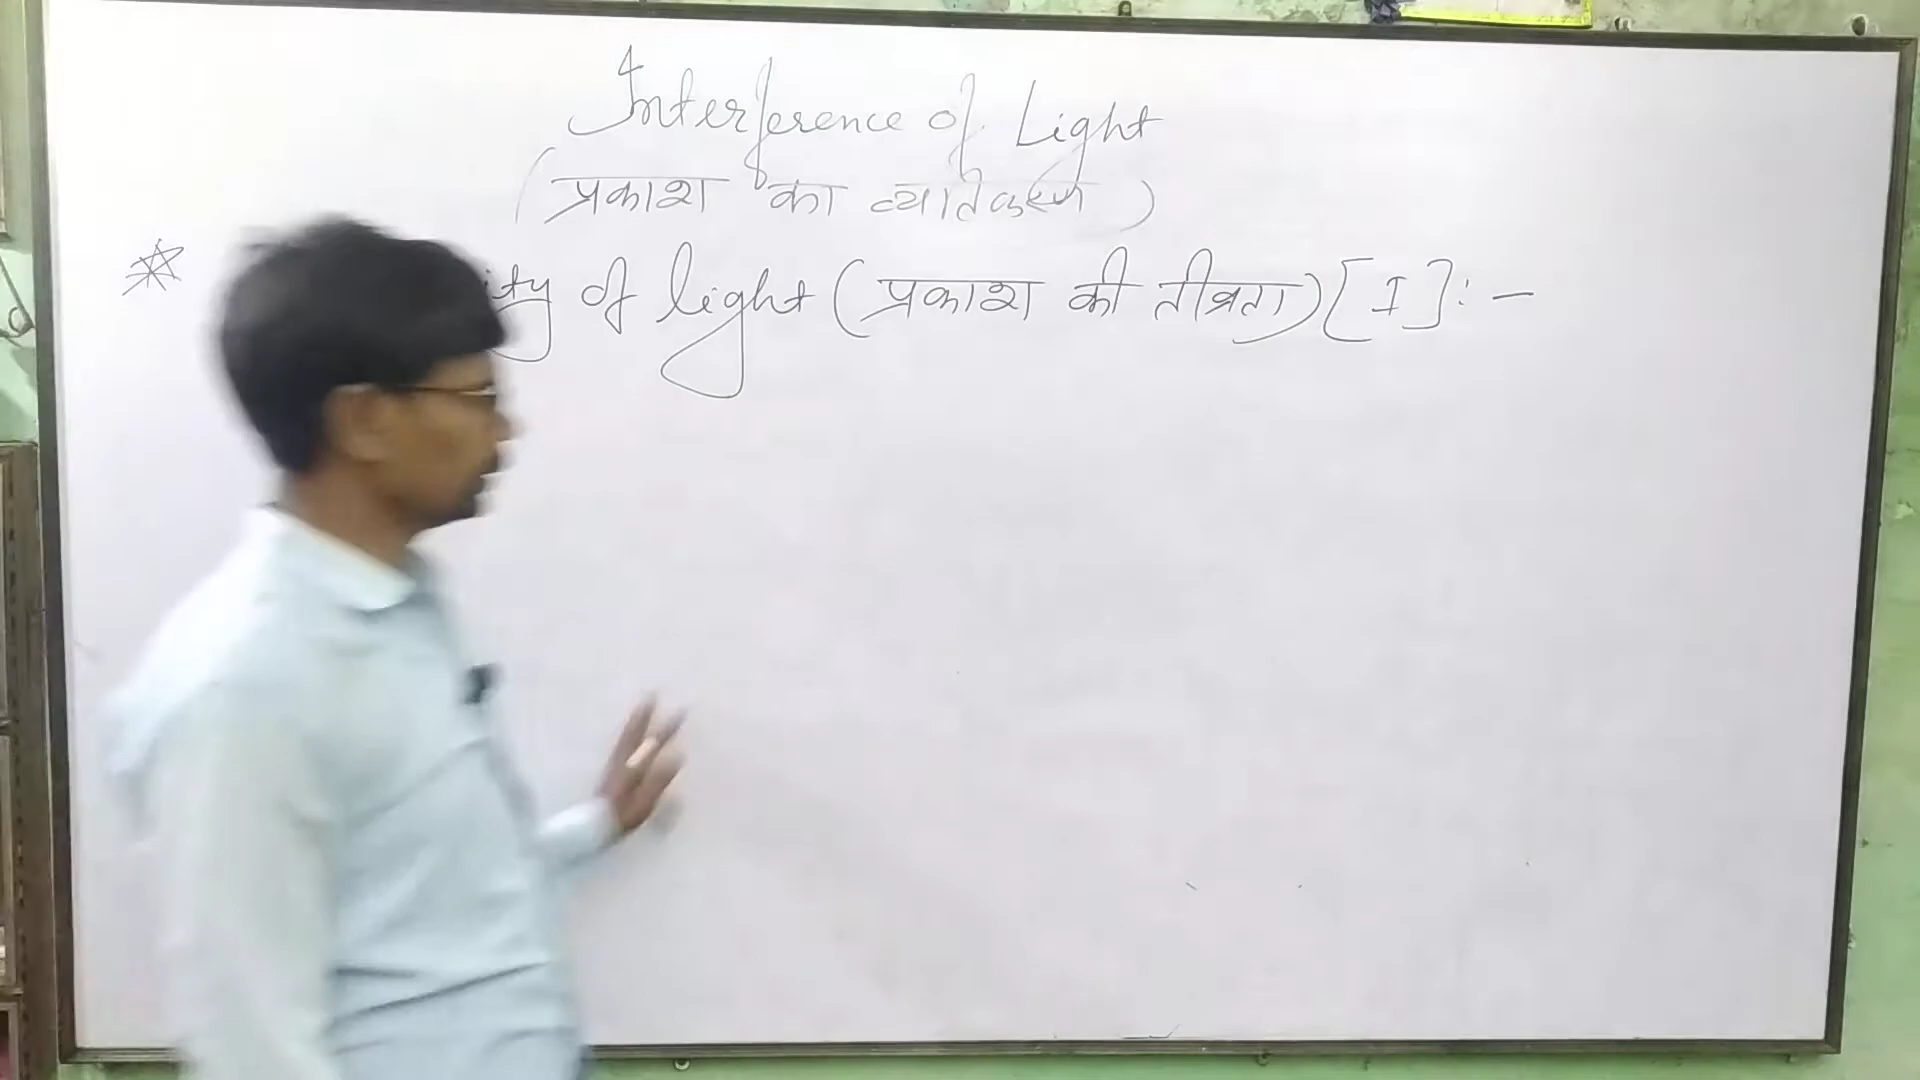 Interference of Light
(प्रकाश का व्यतिकरण)
ity of light (प्रकाश की तीव्रता) [I] : -